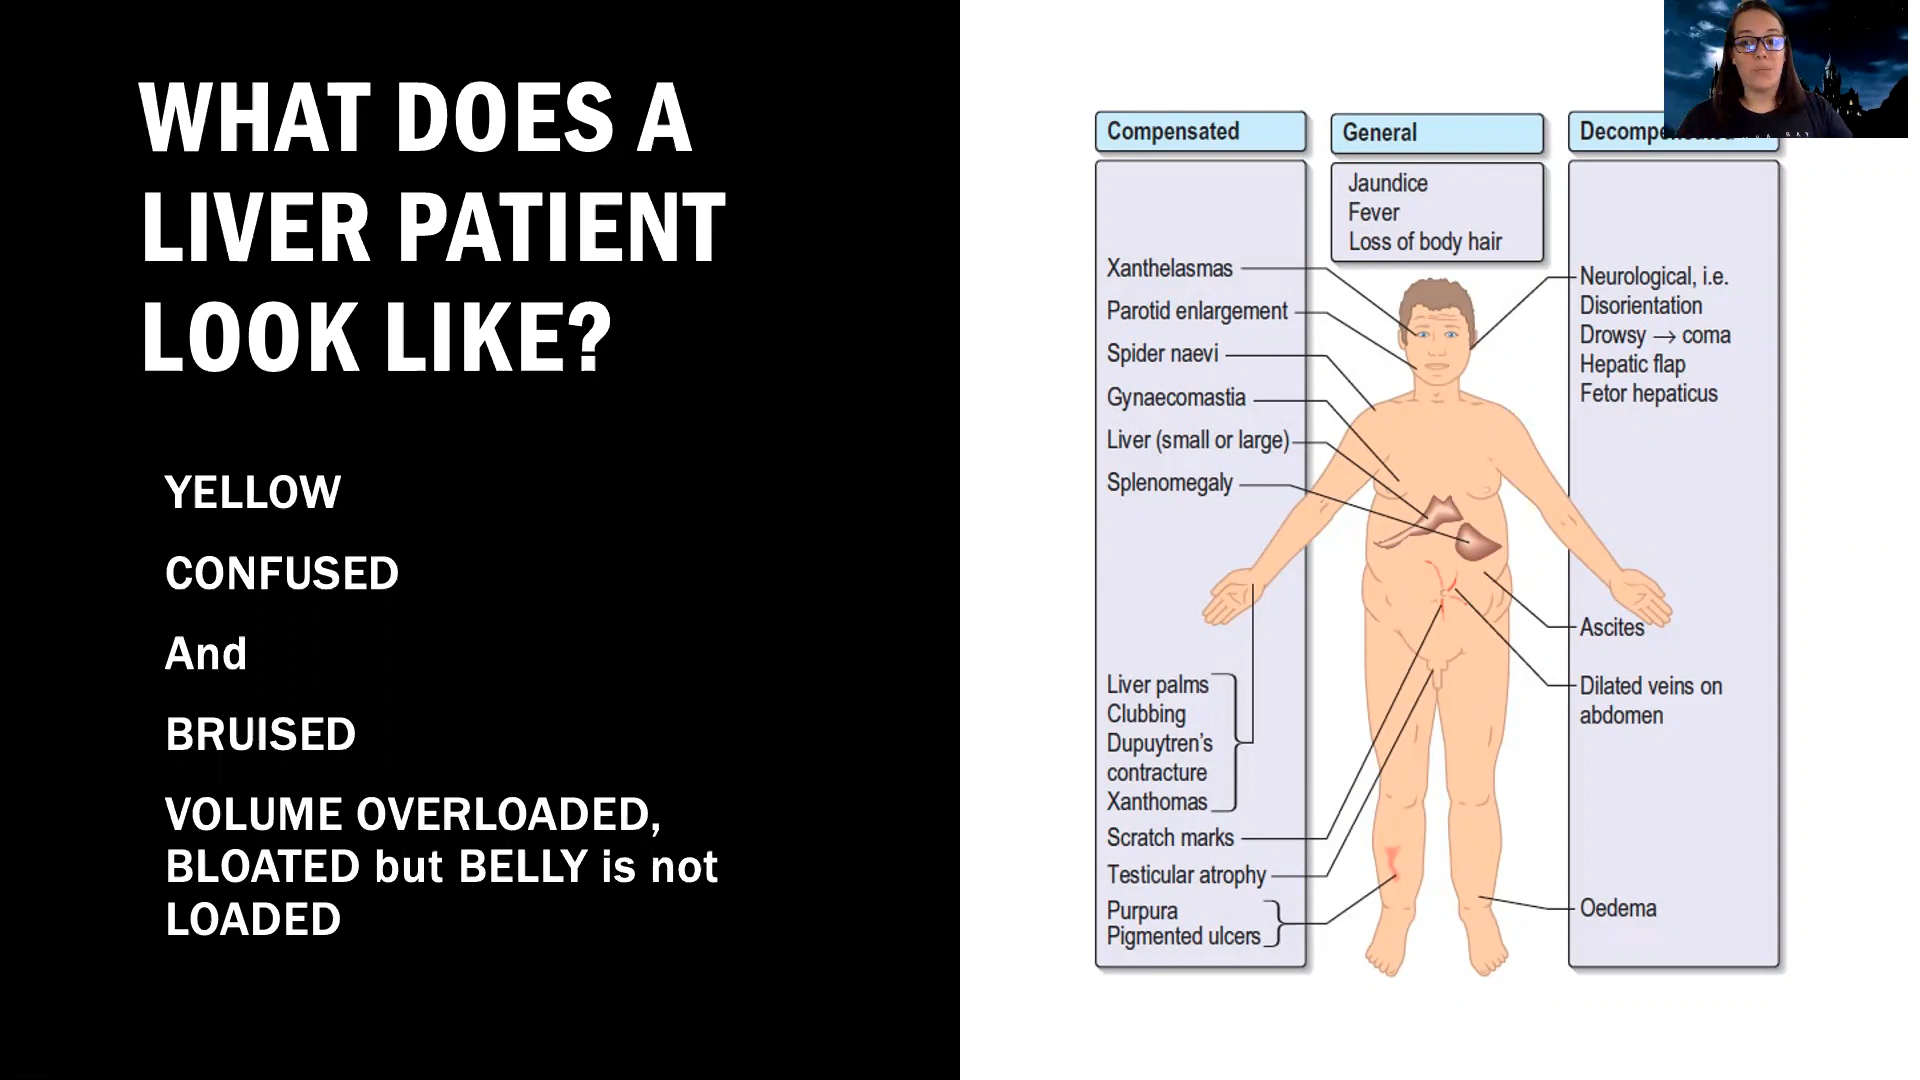 WHAT DOES A
LIVER PATIENT
LOOK LIKE?
YELLOW
CONFUSED
And
BRUISED
VOLUME OVERLOADED,
BLOATED but BELLY is not
LOADED
Compensated
Xanthelasmas
Parotid enlargement
Spider naevi
Gynaecomastia
Liver (small or large)
Splenomegaly
Liver palms
Clubbing
Dupuytren’s
contracture
Xanthomas
Scratch marks
Testicular atrophy
Purpura
Pigmented ulcers
General
Jaundice
Fever
Loss of body hair
Neurological, i.e.
Disorientation
Drowsy → coma
Hepatic flap
Fetor hepaticus
Ascites
Dilated veins on
abdomen
Oedema